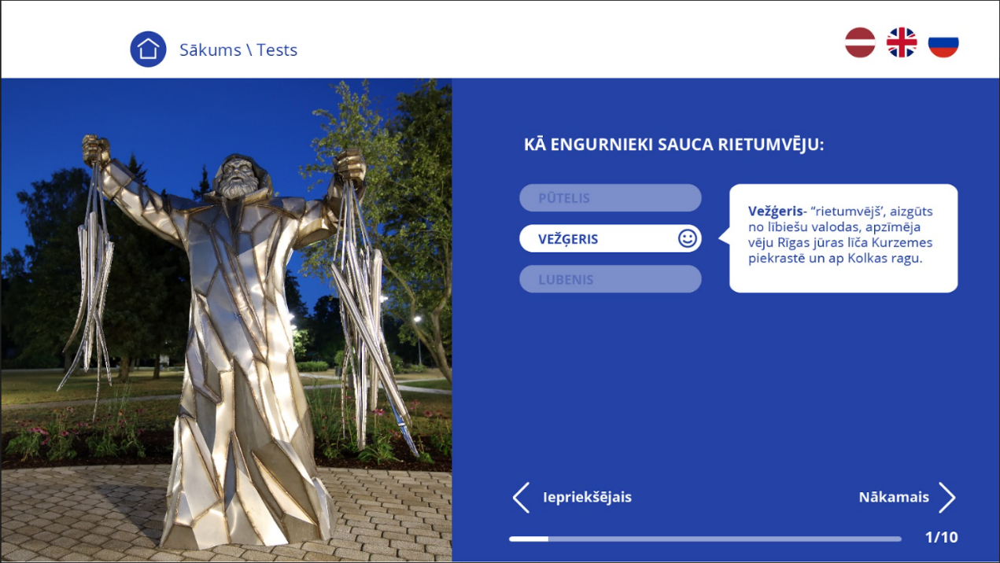 Sākums \ Tests
KĀ ENGURNIEKI SAUCA RIETUMVĒJU:
PŪTELIS
VEŽĢERIS
LUBENIS
Vežģeris- “rietumvējš’, aizgūts
no lībiešu valodas, apzīmēja
vēju Rīgas jūras līča Kurzemes
piekrastē un ap Kolkas ragu.
Iepriekšējais
Nākamais
1/10